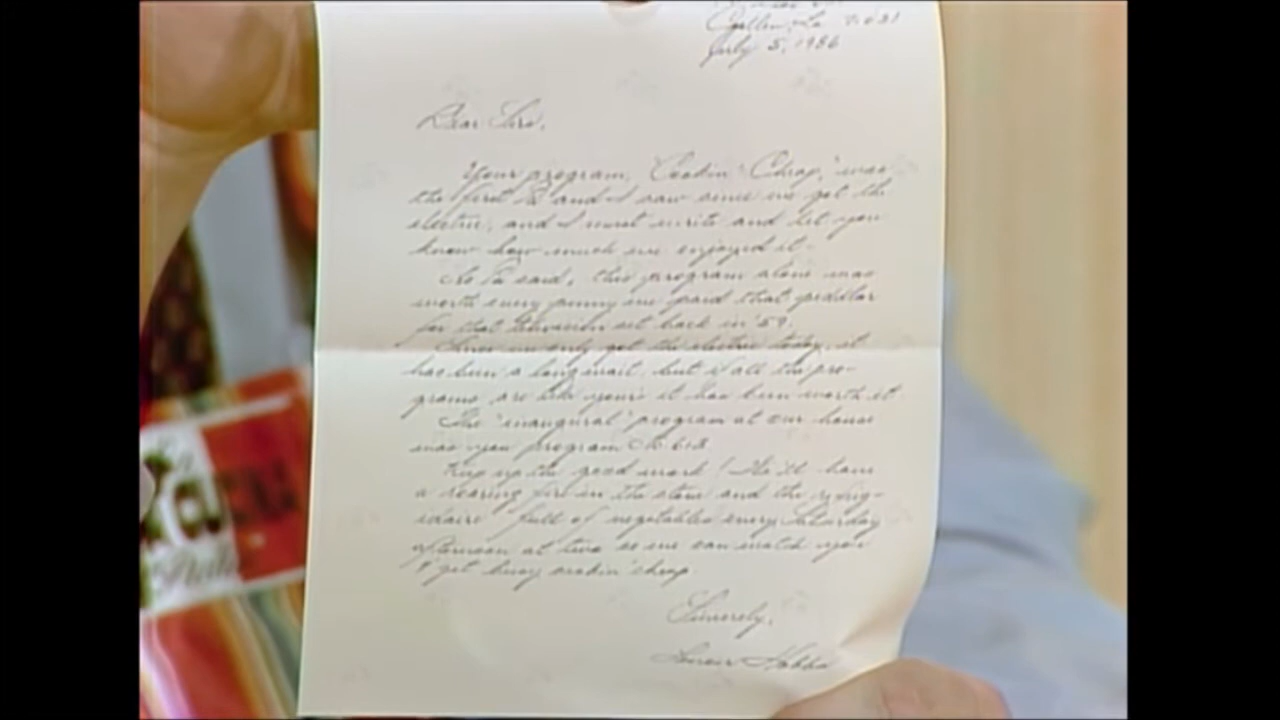 July 5, 1986
Dear Sirs,
Your program, "Cookin' Cheap," was
the first Pa and I saw since we got the
electric, and I must write and let you
know how much we enjoyed it.
As Pa said, this program alone was
worth every penny we paid that peddler
for that television set back in '59.
Since we only got the electric today, it
has been a long wait, but if all the pro-
grams are like yours it has been worth it.
The "inaugural" program at our house
was your program
Keep up the good work! We'll have
a roaring fire in the stove and the refrig-
idaire full of vegetables every Saturday
afternoon at two so we can watch you
& get busy cookin' cheap.
Sincerely,